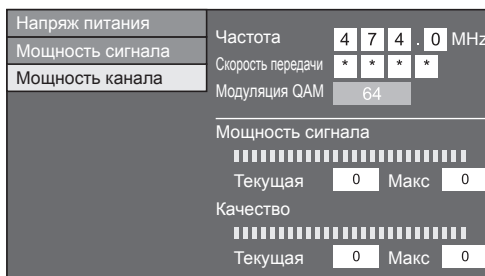 Напряж питания
Мощность сигнала
Мощность канала
Частота 4 7 4 . 0 MHz
Скорость передачи * * * *
Модуляция QAM 64
Мощность сигнала
Текущая 0 Макс 0
Качество
Текущая 0 Макс 0